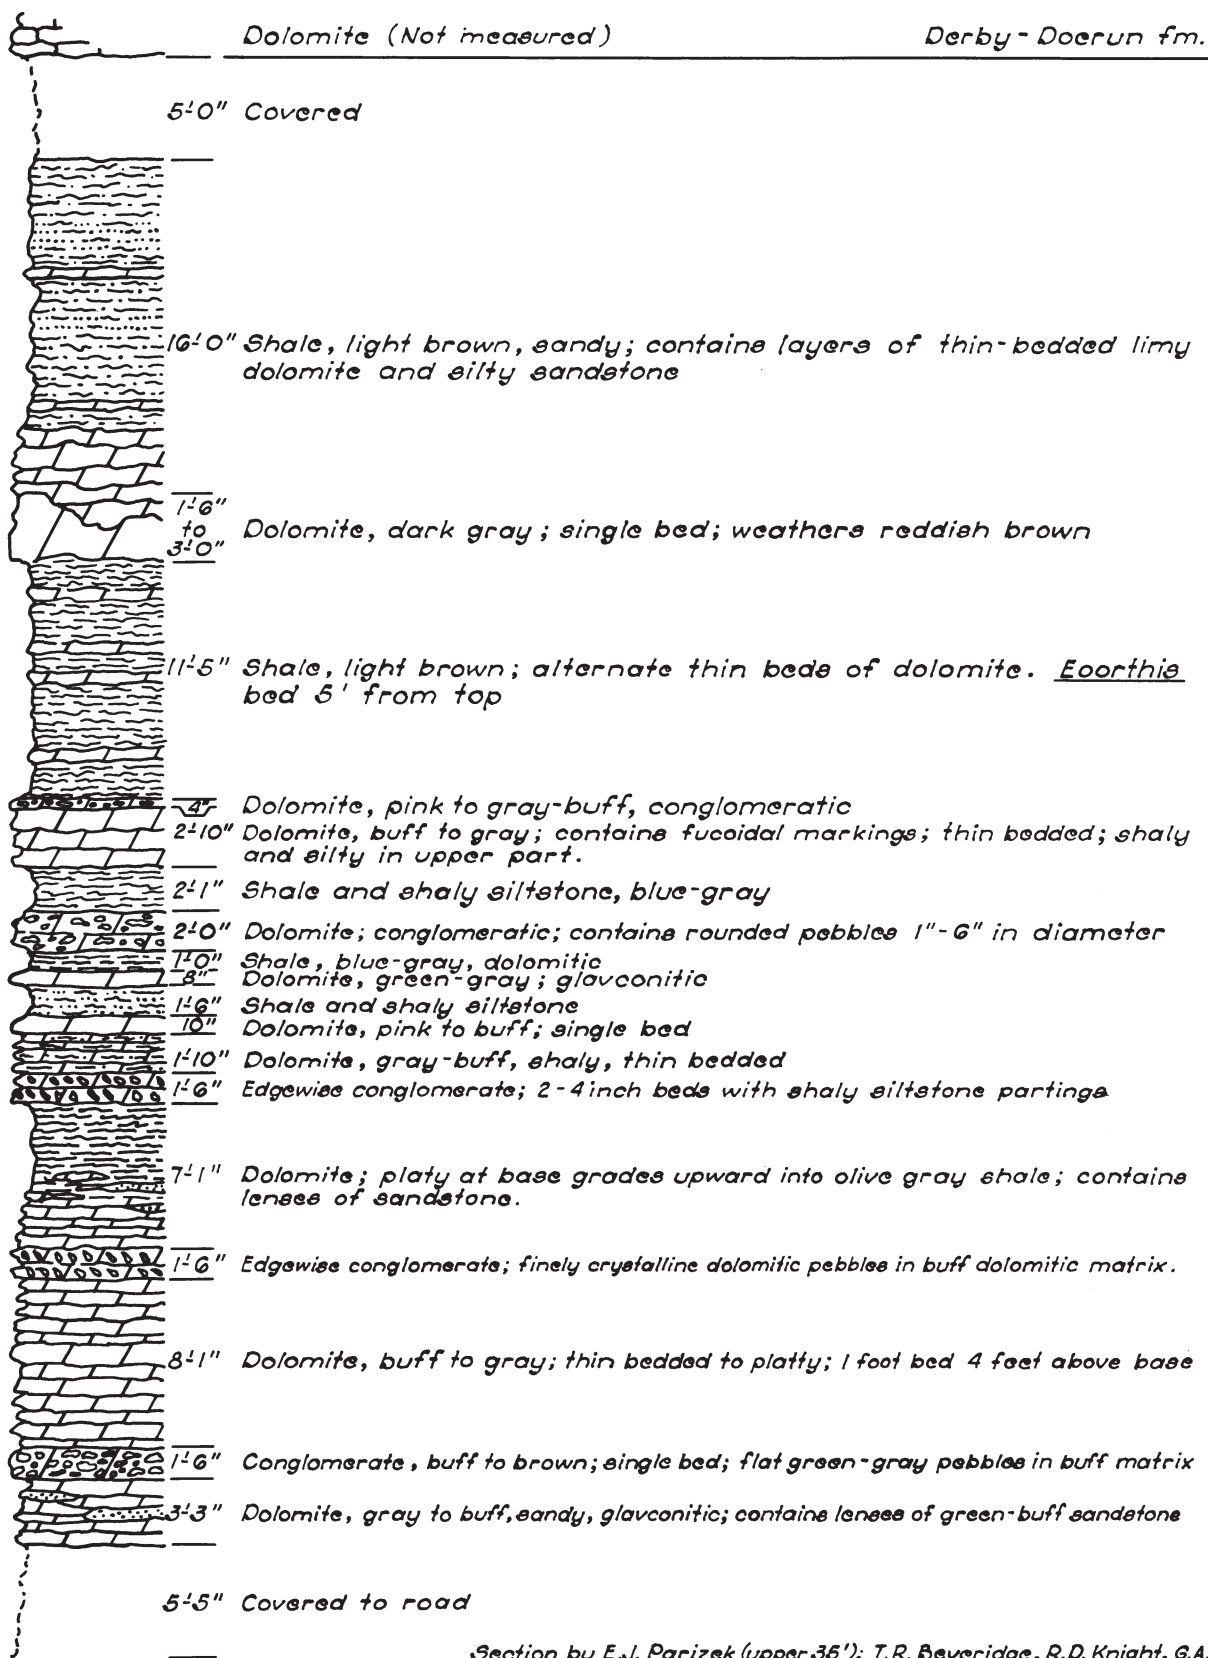 Dolomite (Not measured) Derby-Doerun fm.
5'-0" Covered
16'-0" Shale, light brown, sandy; contains layers of thin-bedded limy
dolomite and silty sandstone
1'-6"
to
3'-0"
Dolomite, dark gray; single bed; weathers reddish brown
11'-5" Shale, light brown; alternate thin beds of dolomite. Eoorthis
bed 5' from top
4" Dolomite, pink to gray-buff, conglomeratic
2'-10" Dolomite, buff to gray; contains fucoidal markings; thin bedded; shaly
and silty in upper part.
2'-1" Shale and shaly siltstone, blue-gray
2'-0" Dolomite; conglomeratic; contains rounded pebbles 1"-6" in diameter
1'-0" Shale, blue-gray, dolomitic
8" Dolomite, green-gray; glavconitic
1'-6" Shale and shaly siltstone
10" Dolomite, pink to buff; single bed
1'-10" Dolomite, gray-buff, shaly, thin bedded
1'-6" Edgewise conglomerate; 2-4 inch beds with shaly siltstone partings
7'-1" Dolomite; platy at base grades upward into olive gray shale; contains
lenses of sandstone.
1'-6" Edgewise conglomerate; finely crystalline dolomitic pebbles in buff dolomitic matrix.
8'-1" Dolomite, buff to gray; thin bedded to platty; 1 foot bed 4 feet above base
1'-6" Conglomerate, buff to brown; single bed; flat green-gray pebbles in buff matrix
3'-3" Dolomite, gray to buff, sandy, glavconitic; contains lenses of green-buff sandstone
5'-5" Covered to road
Section by E.J. Parizek (upper 35'); T.R. Beveridge, R.D. Knight, G.A.